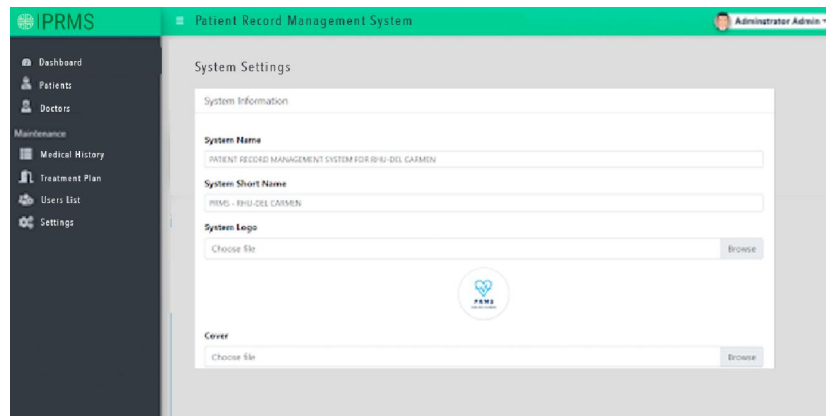 PRMS
Patient Record Management System
Adminstrator Admin
Dashboard
Patients
Doctors
Maintenance
Medical History
Treatment Plan
Users List
Settings
System Settings
System Information
System Name
PATIENT RECORD MANAGEMENT SYSTEM FOR RHU-DEL CARMEN
System Short Name
PRMS - RHU-DEL CARMEN
System Logo
Choose file
Browse
PRMS
Cover
Choose file
Browse